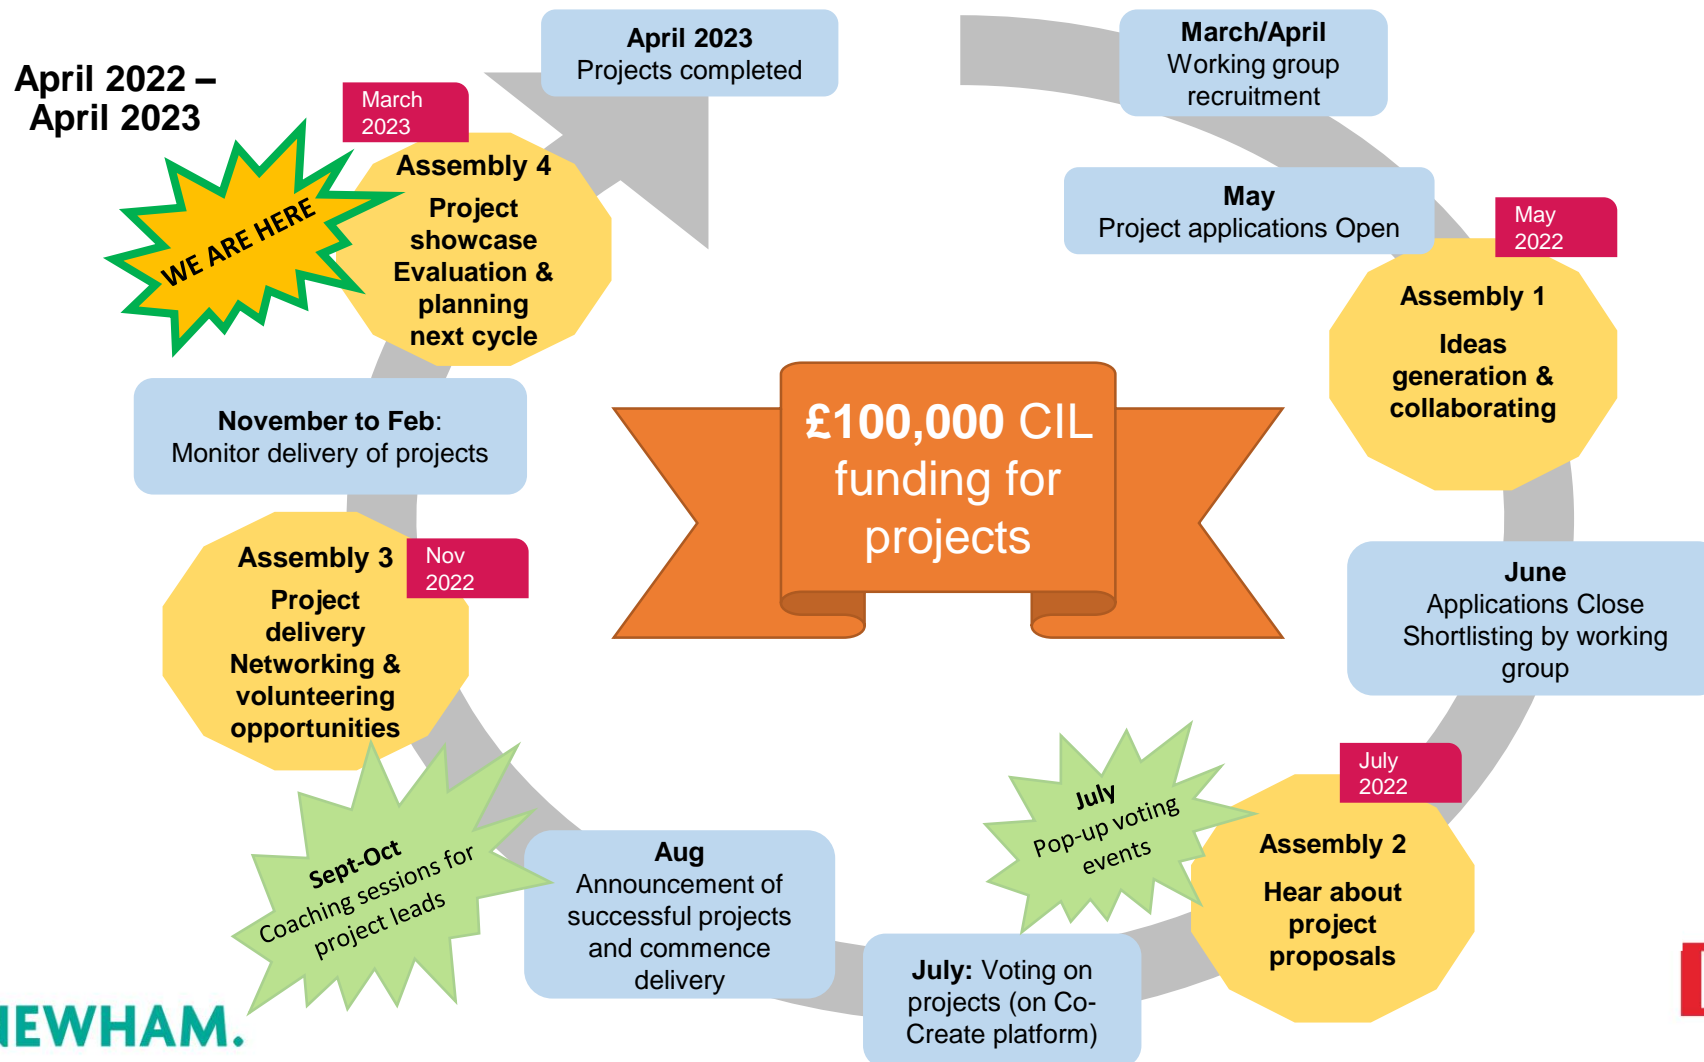 April 2022 –
April 2023
March/April
Working group
recruitment
May
Project applications Open
May
2022
Assembly 1
Ideas
generation &
collaborating
June
Applications Close
Shortlisting by working
group
July
2022
Assembly 2
Hear about
project
proposals
July
Pop-up voting
events
July: Voting on
projects (on Co-
Create platform)
Aug
Announcement of
successful projects
and commence
delivery
Sept-Oct
Coaching sessions for
project leads
Nov
2022
Assembly 3
Project
delivery
Networking &
volunteering
opportunities
November to Feb:
Monitor delivery of projects
March
2023
Assembly 4
Project
showcase
Evaluation &
planning
next cycle
WE ARE HERE
April 2023
Projects completed
£100,000 CIL
funding for
projects
NEWHAM.